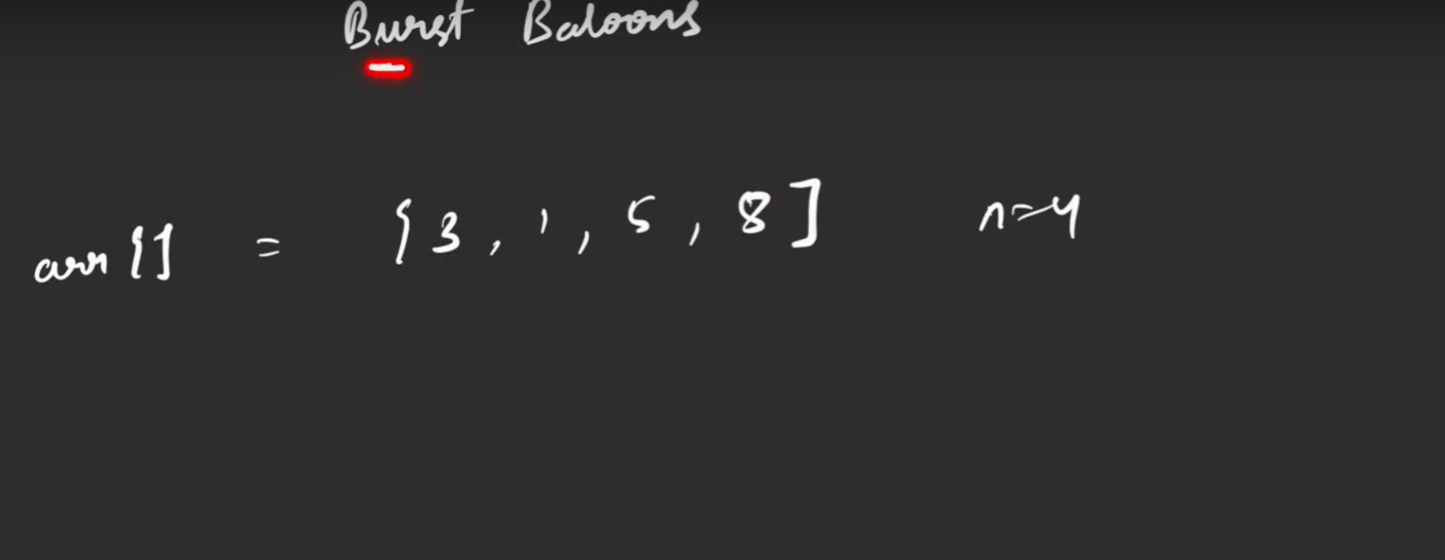 Burst Baloons
arr [] = [3, 1, 5, 8] n=4